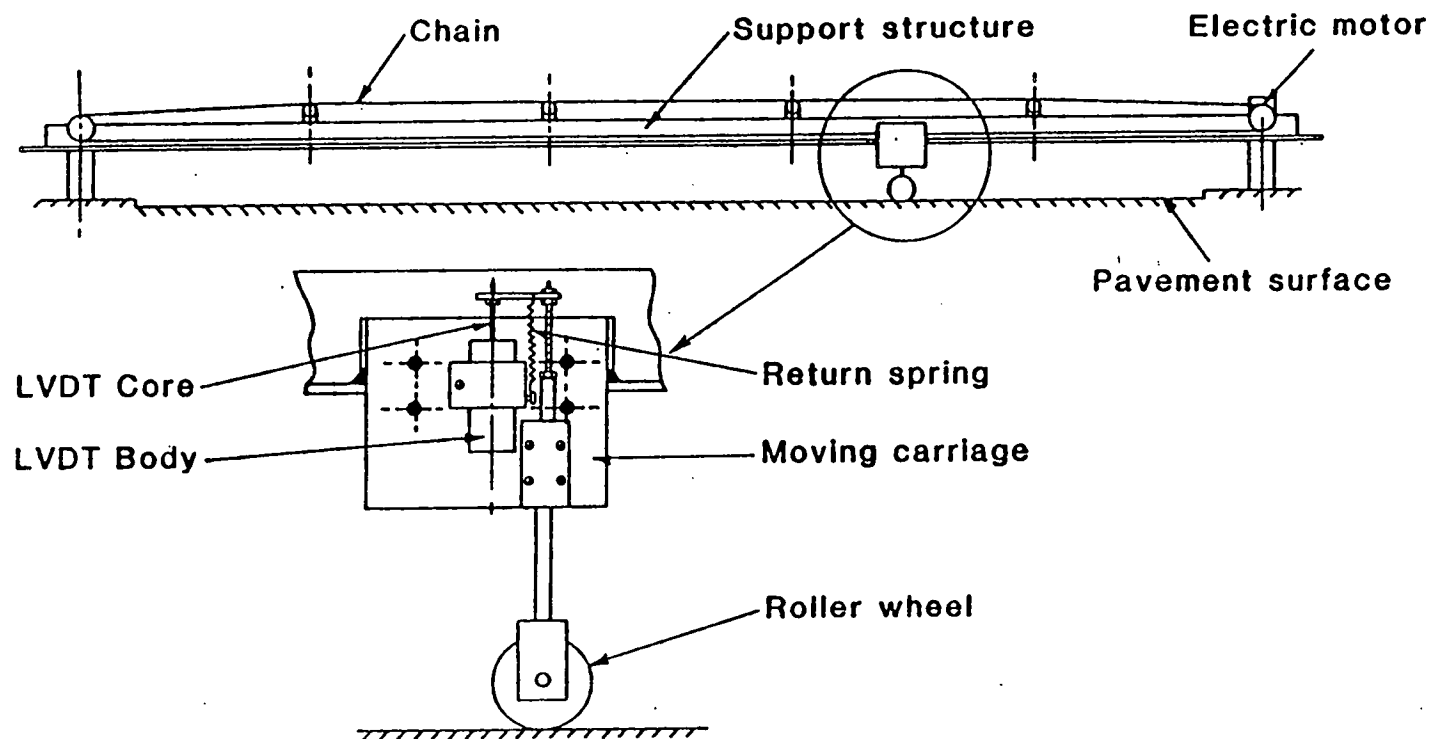 Chain
Support structure
Electric motor
Pavement surface
LVDT Core
Return spring
LVDT Body
Moving carriage
Roller wheel